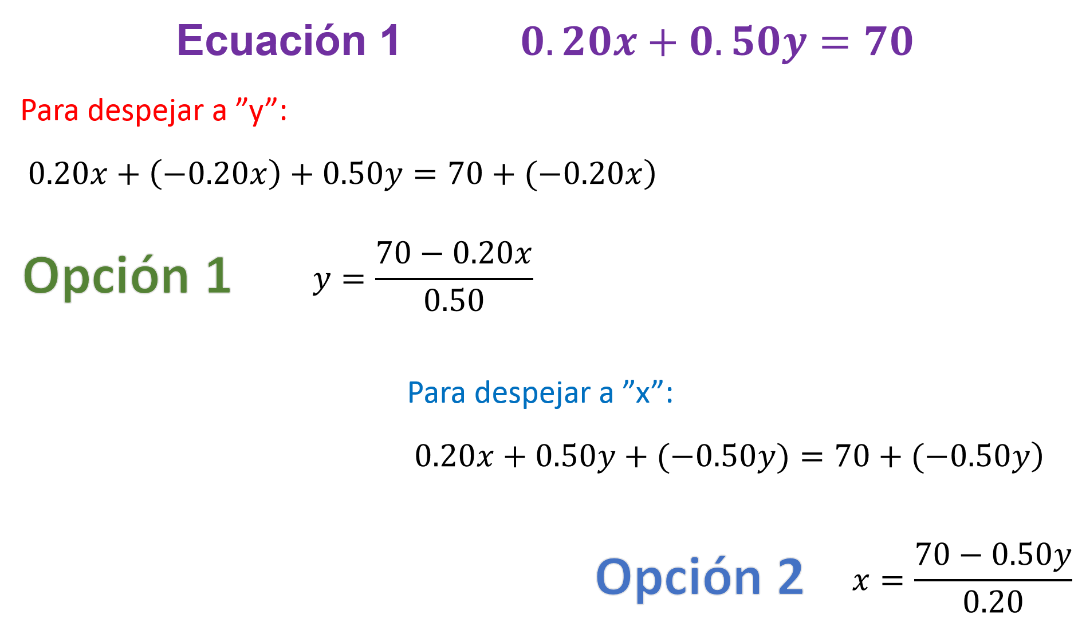 Ecuación 1 0.20x + 0.50y = 70
Para despejar a ”y”:
0.20x + (−0.20x) + 0.50y = 70 + (−0.20x)
Opción 1 y = (70 − 0.20x)/0.50
Para despejar a ”x”:
0.20x + 0.50y + (−0.50y) = 70 + (−0.50y)
Opción 2 x = (70 − 0.50y)/0.20